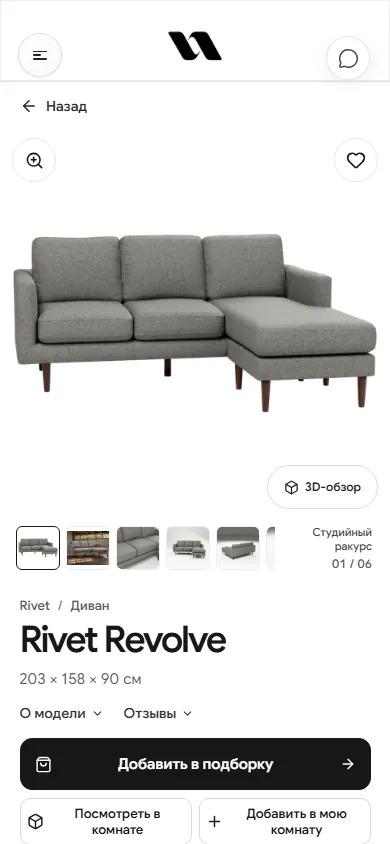 Назад
3D-обзор
Студийный
ракурс
01 / 06
Rivet / Диван
Rivet Revolve
203 × 158 × 90 см
О модели
Отзывы
Добавить в подборку
Посмотреть в
комнате
Добавить в мою
комнату